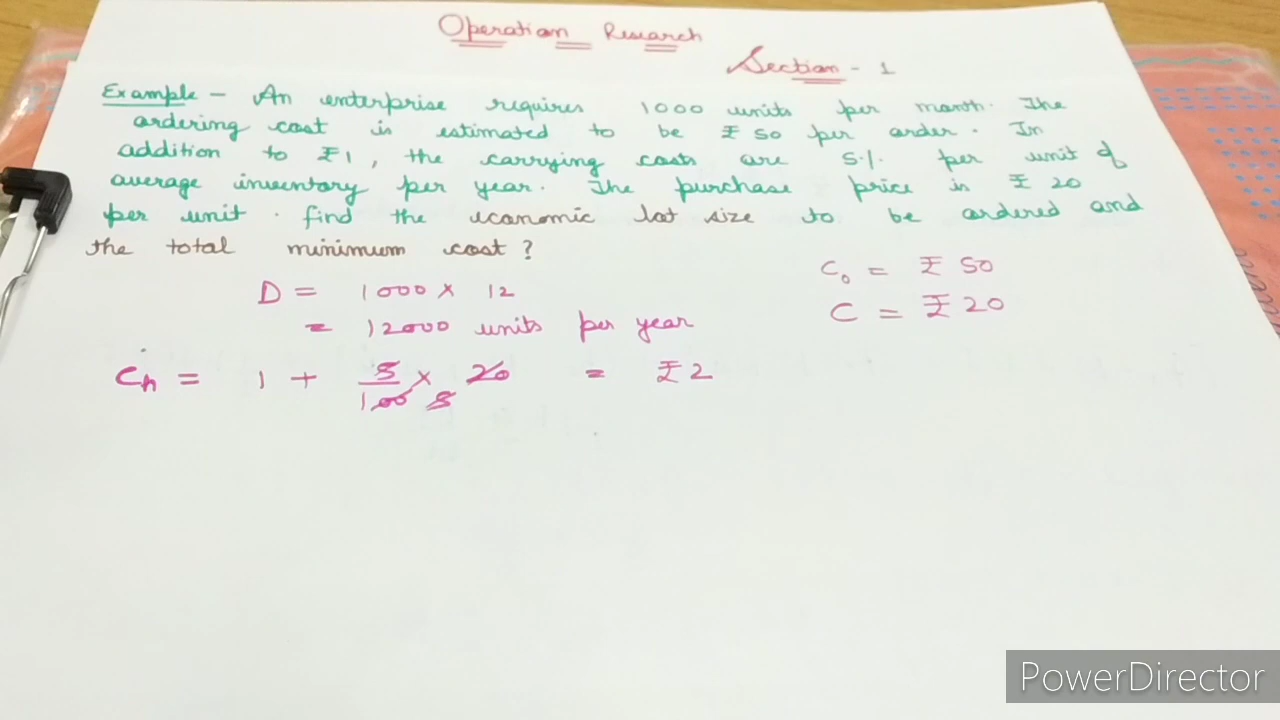 Operation Research
Section - 1
Example - An enterprise requires 1000 units per month. The
ordering cost is estimated to be ₹ 50 per order. In
addition to ₹1, the carrying costs are 5% per unit of
average inventory per year. The purchase price is ₹ 20
per unit. find the economic lot size to be ordered and
the total minimum cost?
C₀ = ₹ 50
D = 1000 × 12
C = ₹ 20
= 12000 units per year
Cₕ = 1 + 5/100 × 20 = ₹2
5
PowerDirector